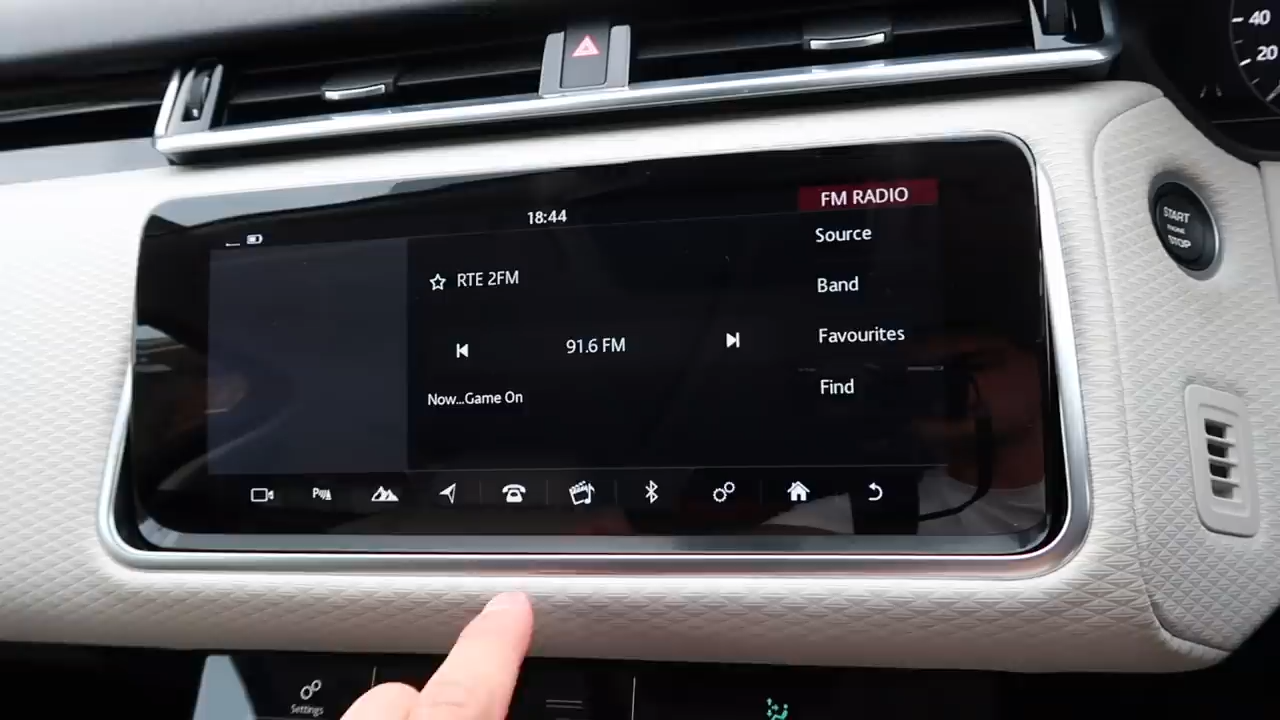 40
20
18:44
FM RADIO
Source
RTE 2FM
Band
91.6 FM
Favourites
Now...Game On
Find
START
ENGINE
STOP
Settings